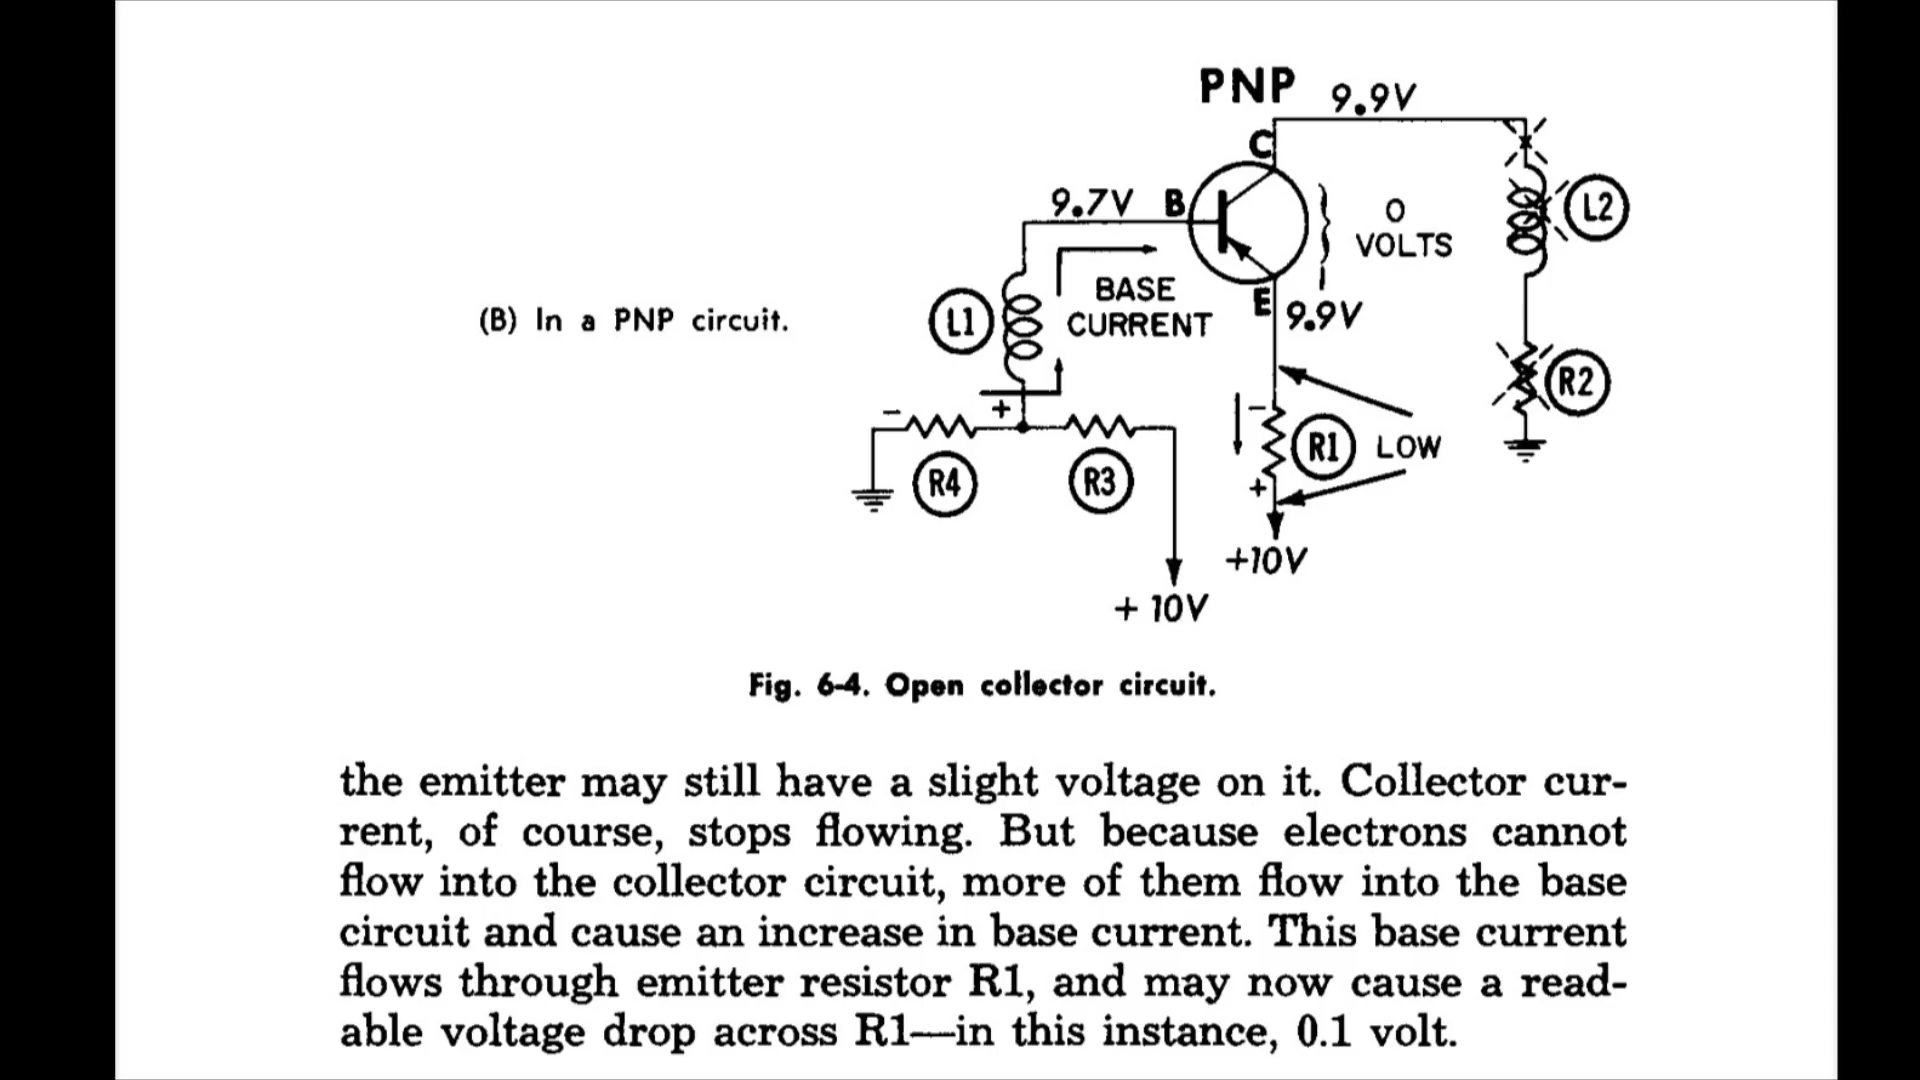 PNP
9.9V
C
9.7V B
0
VOLTS
L2
BASE
CURRENT
E
9.9V
(B) In a PNP circuit.
L1
R2
+
−
−
R1
LOW
R4
R3
+
+10V
+ 10V
Fig. 6-4. Open collector circuit.
the emitter may still have a slight voltage on it. Collector cur-
rent, of course, stops flowing. But because electrons cannot
flow into the collector circuit, more of them flow into the base
circuit and cause an increase in base current. This base current
flows through emitter resistor R1, and may now cause a read-
able voltage drop across R1—in this instance, 0.1 volt.